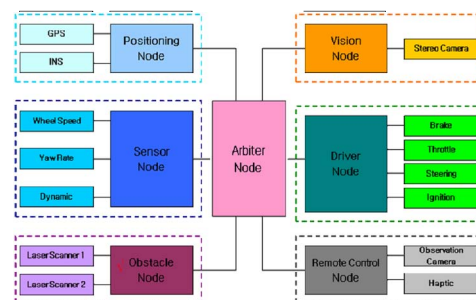 GPS
INS
Positioning
Node
Vision
Node
Stereo Camera
Wheel Speed
Yaw Rate
Dynamic
Sensor
Node
Arbiter
Node
Driver
Node
Brake
Throttle
Steering
Ignition
LaserScanner 1
LaserScanner 2
Obstacle
Node
Remote Control
Node
Observation
Camera
Haptic